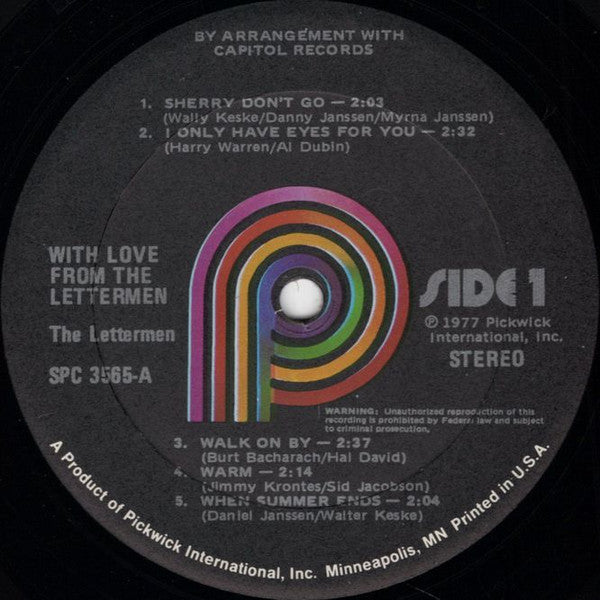 BY ARRANGEMENT WITH
CAPITOL RECORDS
1. SHERRY DON'T GO — 2:03
(Wally Keske/Danny Janssen/Myrna Janssen)
2. I ONLY HAVE EYES FOR YOU — 2:32
(Harry Warren/Al Dubin)
WITH LOVE
FROM THE
LETTERMEN
The Lettermen
SPC 3565-A
SIDE 1
℗ 1977 Pickwick
International, Inc.
STEREO
WARNING: Unauthorized reproduction of this
recording is prohibited by Federal law and subject
to criminal prosecution.
3. WALK ON BY — 2:37
(Burt Bacharach/Hal David)
4. WARM — 2:14
(Jimmy Krontes/Sid Jacobson)
5. WHEN SUMMER ENDS — 2:04
(Daniel Janssen/Walter Keske)
A Product of Pickwick International, Inc. Minneapolis, MN Printed in U.S.A.